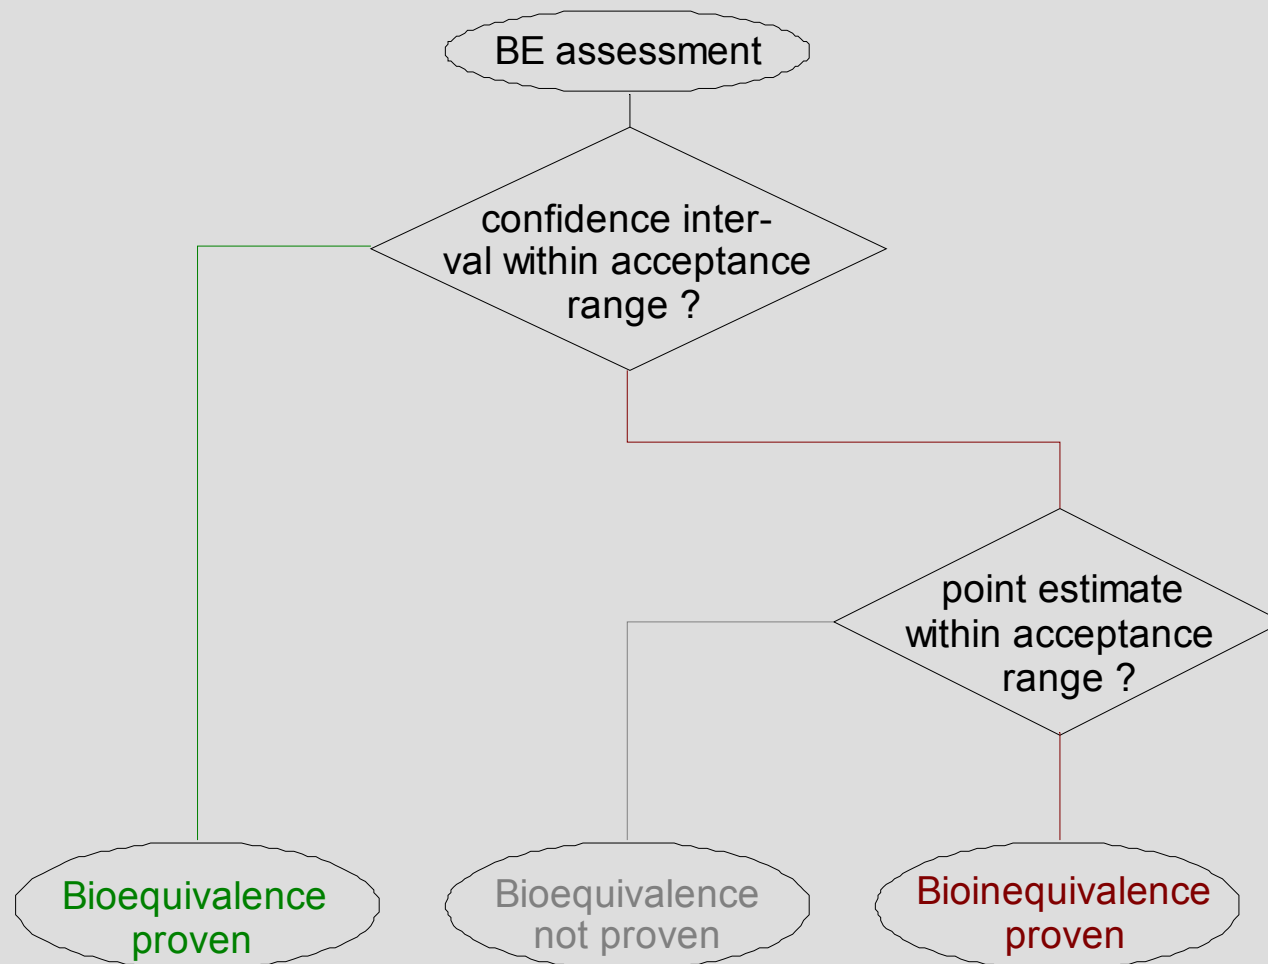 BE assessment
confidence inter-
val within acceptance
range ?
point estimate
within acceptance
range ?
Bioequivalence
proven
Bioequivalence
not proven
Bioinequivalence
proven